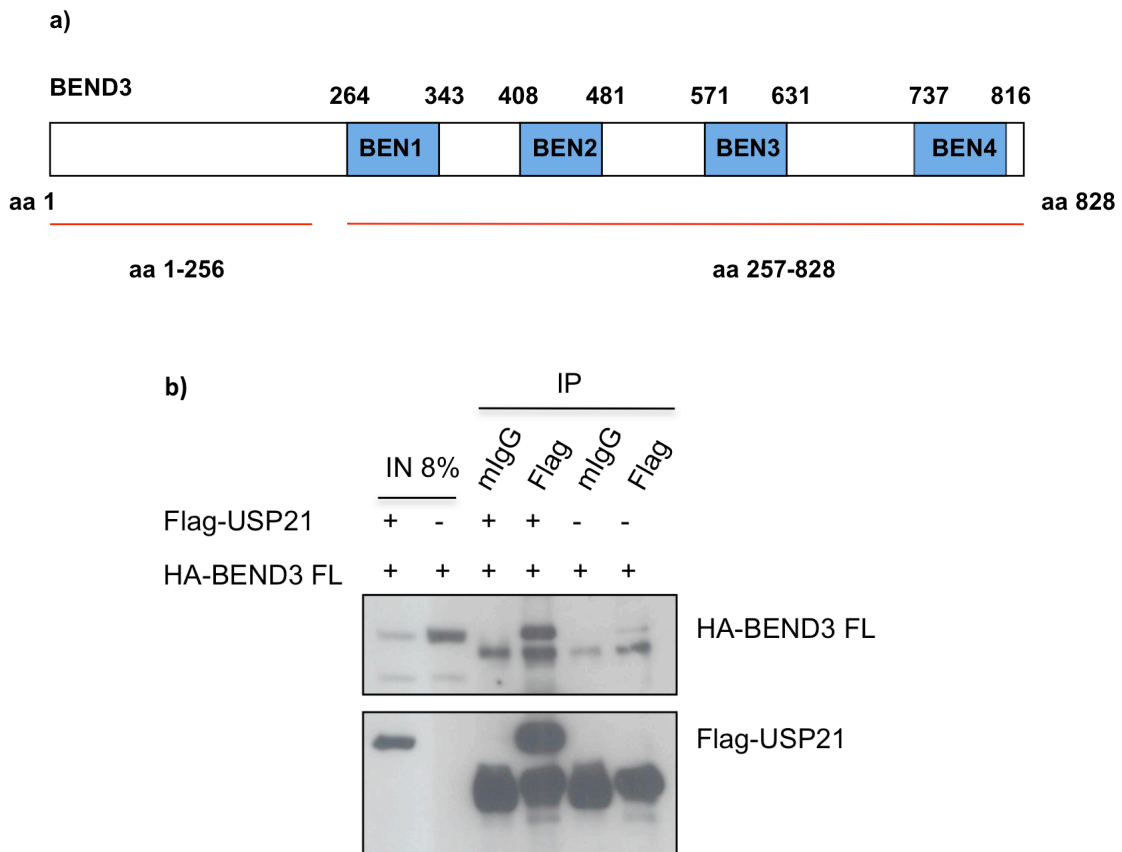 a)
BEND3
264 343 408 481 571 631 737 816
BEN1 BEN2 BEN3 BEN4
aa 1 aa 828
aa 1-256 aa 257-828
b)
IP
IN 8% mIgG Flag mIgG Flag
Flag-USP21 + - + + - -
HA-BEND3 FL + + + + + +
HA-BEND3 FL
Flag-USP21